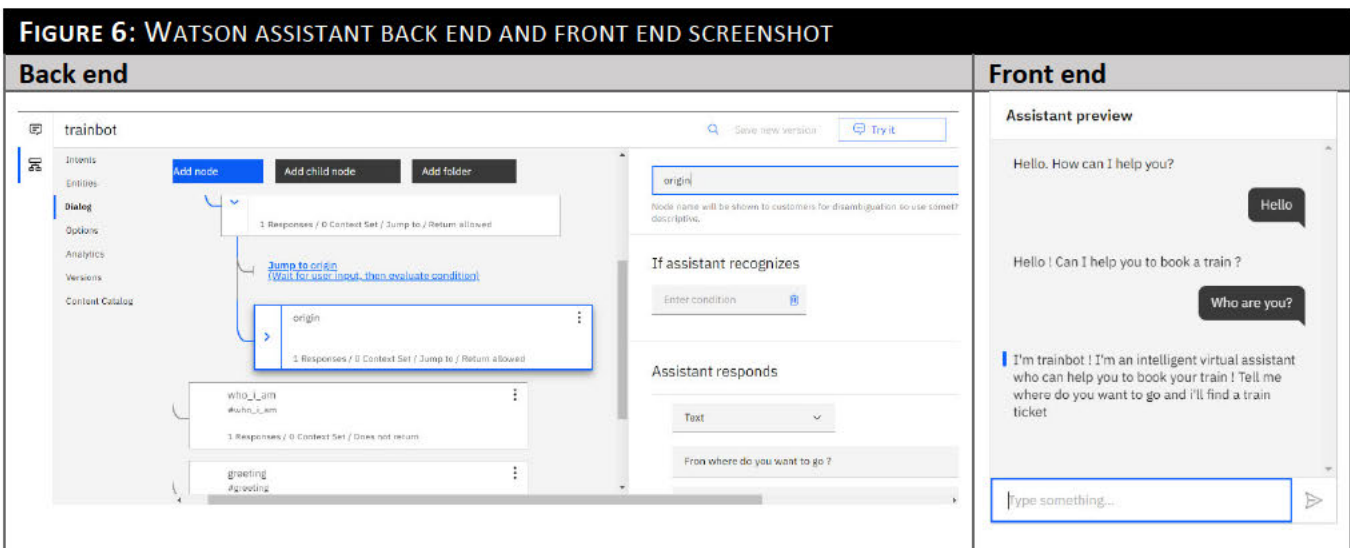 FIGURE 6: WATSON ASSISTANT BACK END AND FRONT END SCREENSHOT
Back end
trainbot
Save new version
Try it
Intents
Entities
Dialog
Options
Analytics
Versions
Content Catalog
Add node
Add child node
Add folder
1 Responses / 0 Context Set / Jump to / Return allowed
Jump to origin
(Wait for user input, then evaluate condition)
origin
1 Responses / 0 Context Set / Jump to / Return allowed
who_i_am
#who_i_am
1 Responses / 0 Context Set / Does not return
greeting
#greeting
origin
Node name will be shown to customers for disambiguation so use somet
descriptive.
If assistant recognizes
Enter condition
Assistant responds
Text
Fron where do you want to go ?
Front end
Assistant preview
Hello. How can I help you?
Hello
Hello ! Can I help you to book a train ?
Who are you?
I'm trainbot ! I'm an intelligent virtual assistant
who can help you to book your train ! Tell me
where do you want to go and i'll find a train
ticket
Type something...